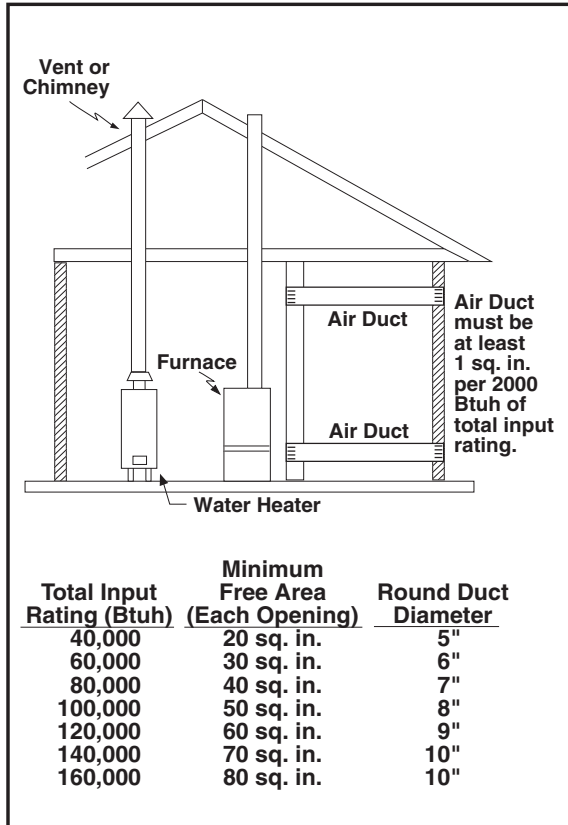 Vent or
Chimney
Air Duct
Air Duct
must be
at least
1 sq. in.
per 2000
Btuh of
total input
rating.
Furnace
Air Duct
Water Heater
Total Input
Rating (Btuh)
Minimum
Free Area
(Each Opening)
Round Duct
Diameter
40,000 20 sq. in. 5"
60,000 30 sq. in. 6"
80,000 40 sq. in. 7"
100,000 50 sq. in. 8"
120,000 60 sq. in. 9"
140,000 70 sq. in. 10"
160,000 80 sq. in. 10"